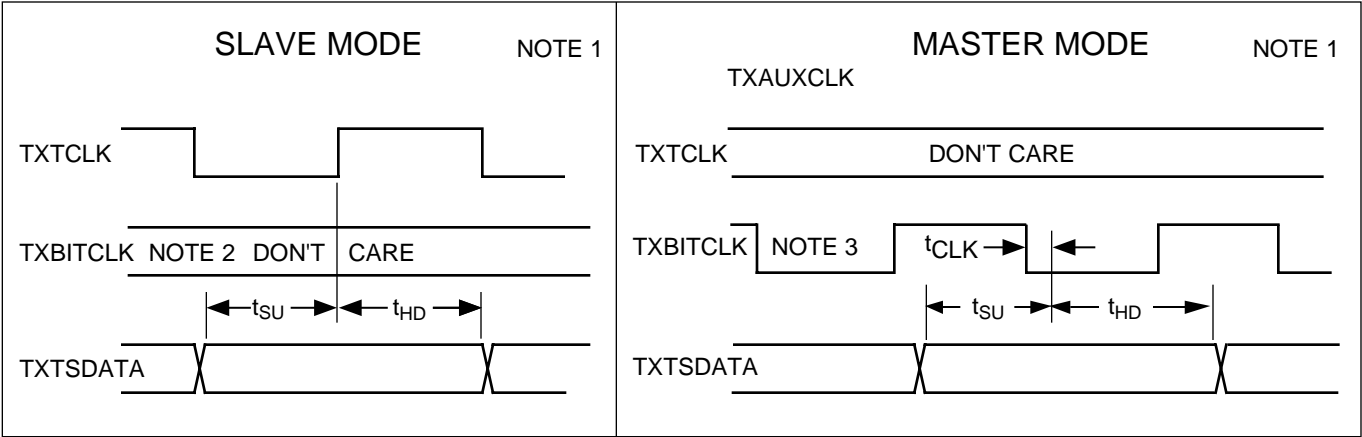 SLAVE MODE NOTE 1
TXTCLK
TXBITCLK NOTE 2 DON'T CARE
tSU tHD
TXTSDATA
MASTER MODE NOTE 1
TXAUXCLK
TXTCLK DON'T CARE
TXBITCLK NOTE 3 tCLK
tSU tHD
TXTSDATA